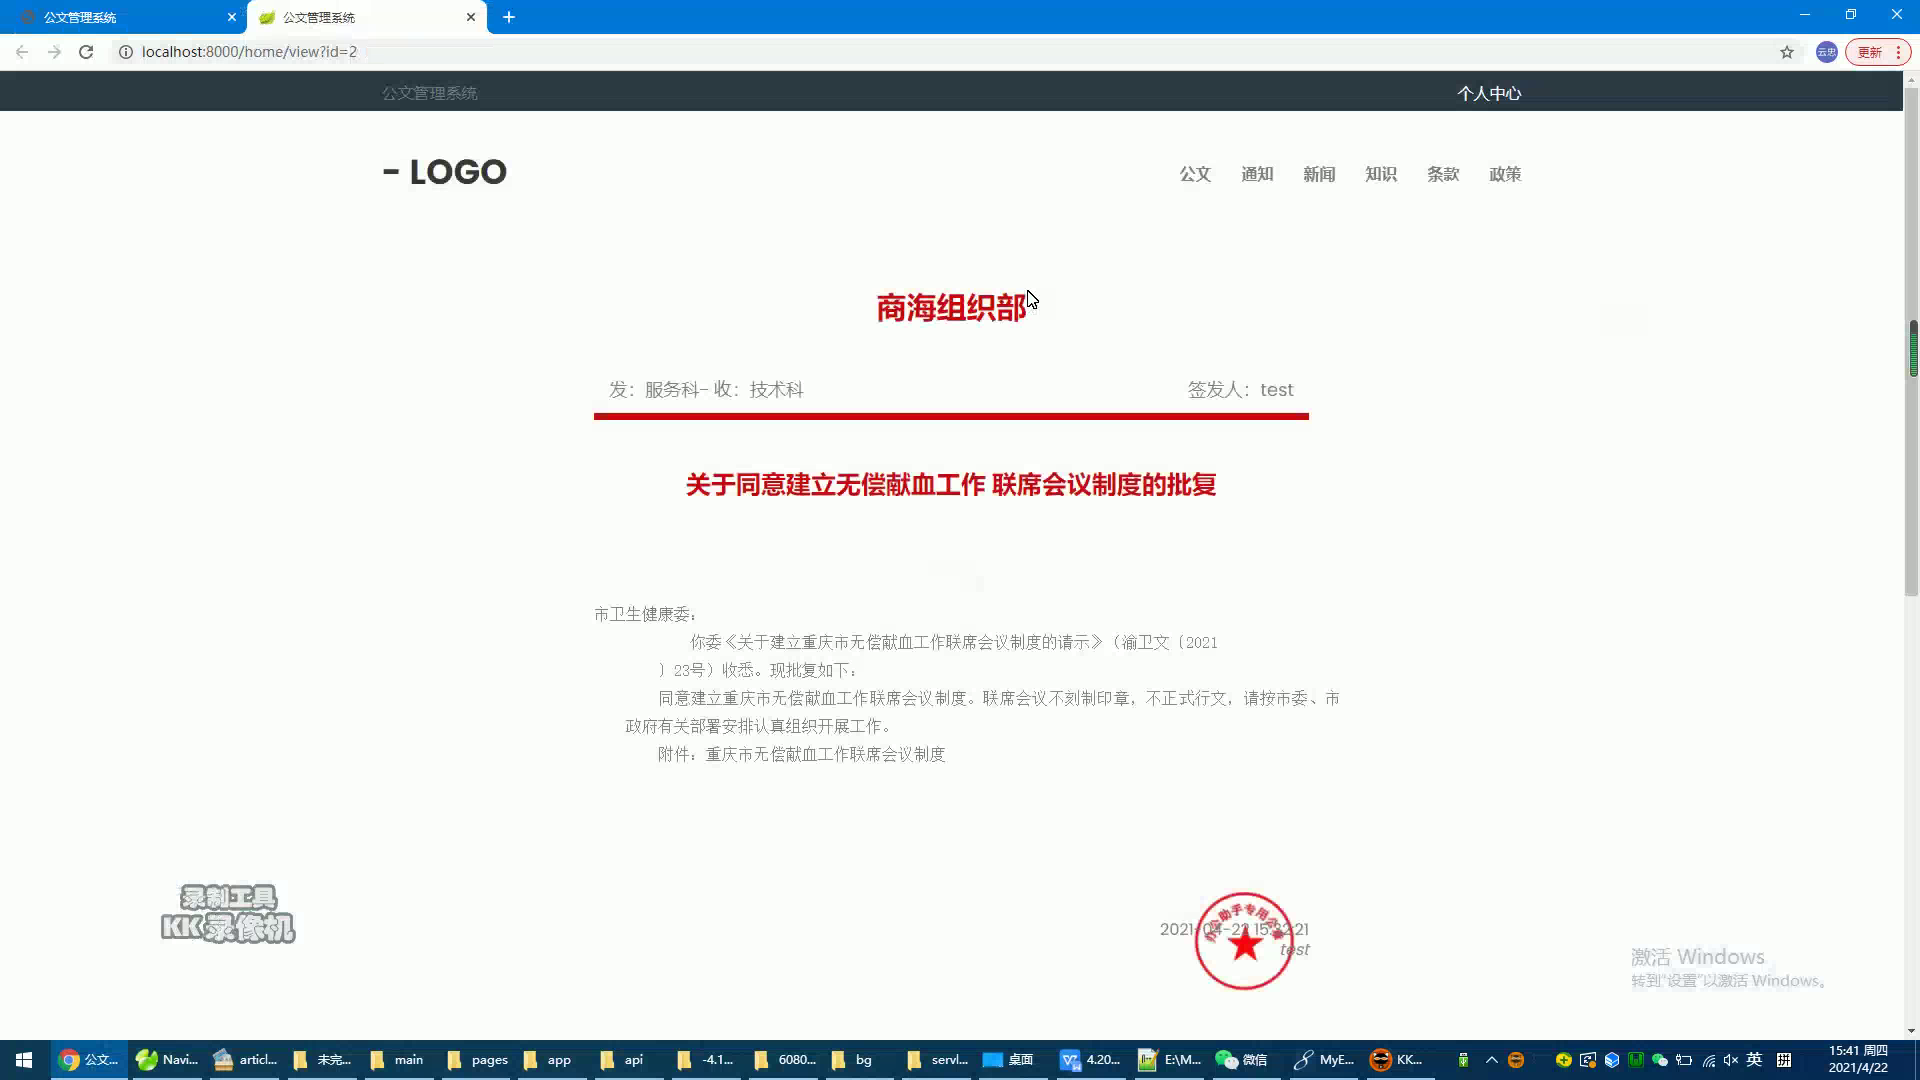 公文管理系统
公文管理系统
localhost:8000/home/view?id=2
云忠
更新
公文管理系统
个人中心
- LOGO
公文
通知
新闻
知识
条款
政策
商海组织部
发：服务科- 收：技术科
签发人：test
关于同意建立无偿献血工作 联席会议制度的批复
市卫生健康委：
你委《关于建立重庆市无偿献血工作联席会议制度的请示》（渝卫文〔2021
〕23号）收悉。现批复如下：
同意建立重庆市无偿献血工作联席会议制度。联席会议不刻制印章，不正式行文，请按市委、市
政府有关部署安排认真组织开展工作。
附件：重庆市无偿献血工作联席会议制度
录制工具
KK录像机
办公助手专用公章
2021-04-22 15:32:21
test
激活 Windows
转到“设置”以激活 Windows。
公文...
Navi...
articl...
未完...
main
pages
app
api
-4.1...
6080...
bg
servl...
桌面
4.20...
E:\M...
微信
MyE...
KK...
英
拼
15:41 周四
2021/4/22